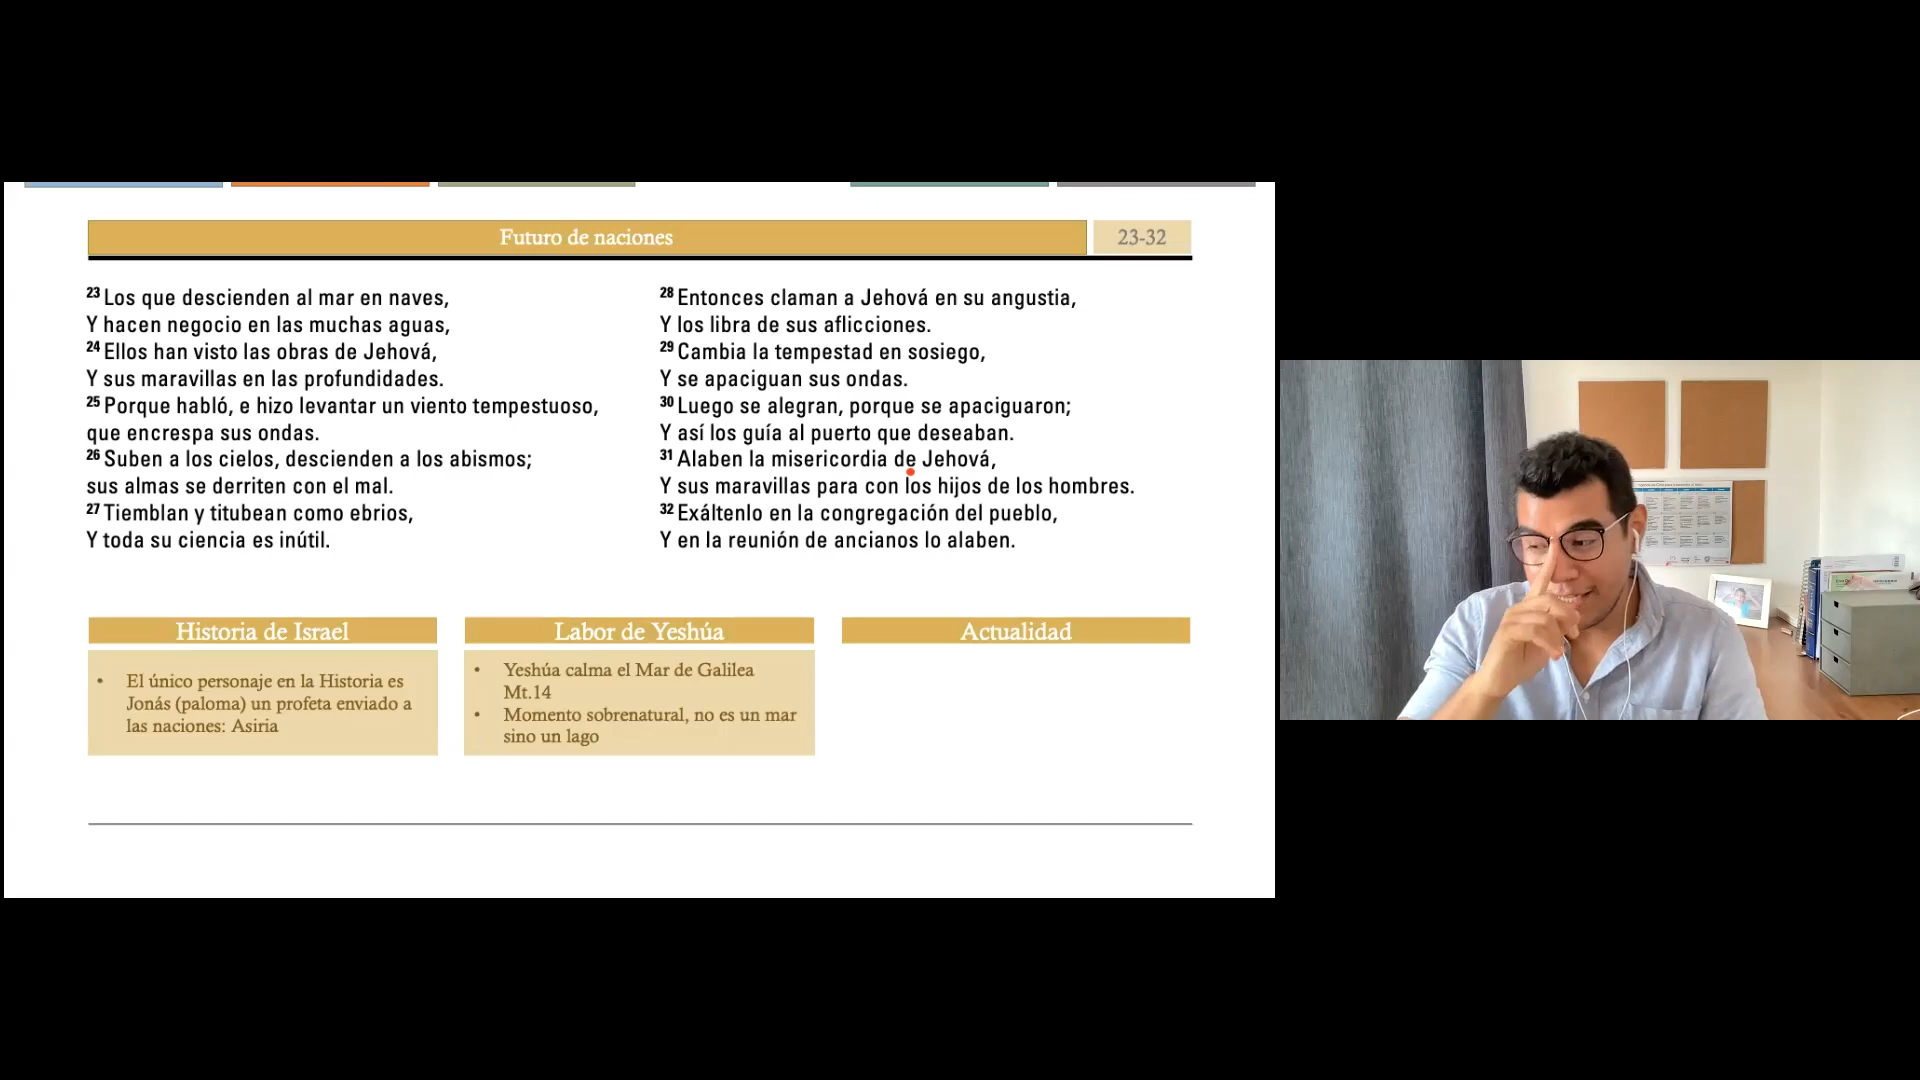 Futuro de naciones
23-32
23 Los que descienden al mar en naves,
Y hacen negocio en las muchas aguas,
24 Ellos han visto las obras de Jehová,
Y sus maravillas en las profundidades.
25 Porque habló, e hizo levantar un viento tempestuoso,
que encrespa sus ondas.
26 Suben a los cielos, descienden a los abismos;
sus almas se derriten con el mal.
27 Tiemblan y titubean como ebrios,
Y toda su ciencia es inútil.
28 Entonces claman a Jehová en su angustia,
Y los libra de sus aflicciones.
29 Cambia la tempestad en sosiego,
Y se apaciguan sus ondas.
30 Luego se alegran, porque se apaciguaron;
Y así los guía al puerto que deseaban.
31 Alaben la misericordia de Jehová,
Y sus maravillas para con los hijos de los hombres.
32 Exáltenlo en la congregación del pueblo,
Y en la reunión de ancianos lo alaben.
Historia de Israel
• El único personaje en la Historia es
Jonás (paloma) un profeta enviado a
las naciones: Asiria
Labor de Yeshúa
• Yeshúa calma el Mar de Galilea
Mt.14
• Momento sobrenatural, no es un mar
sino un lago
Actualidad